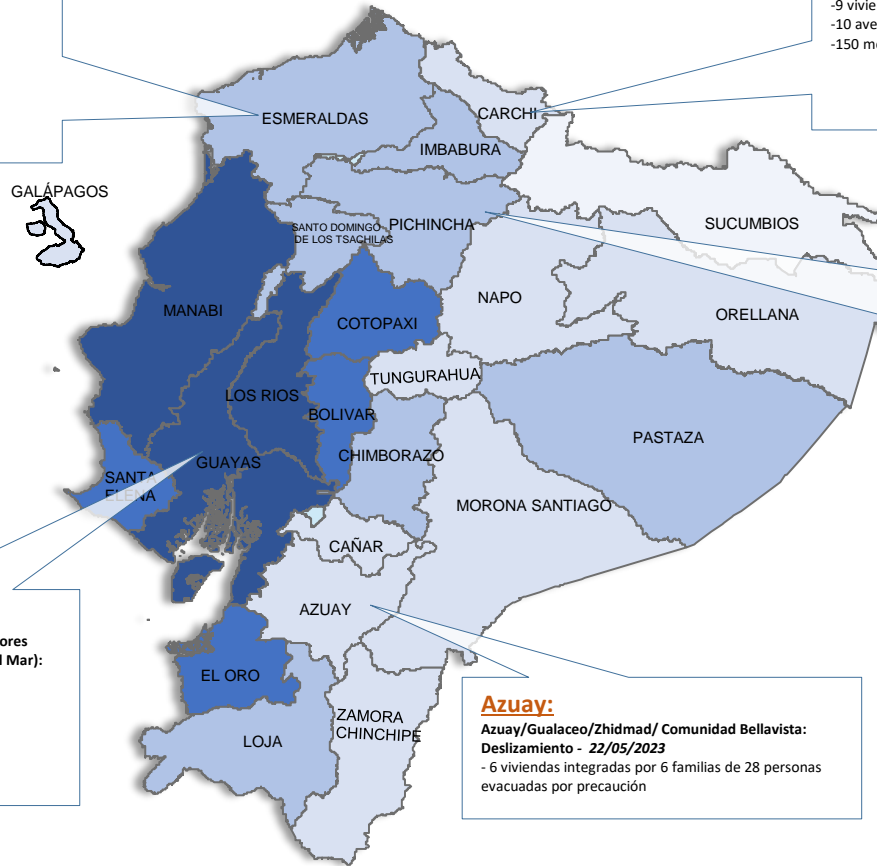 -9 vivie
-10 ave
-150 m
ESMERALDAS
CARCHI
IMBABURA
GALÁPAGOS
SANTO DOMINGO
DE LOS TSACHILAS
PICHINCHA
SUCUMBIOS
NAPO
MANABI
ORELLANA
COTOPAXI
TUNGURAHUA
LOS RIOS
BOLIVAR
PASTAZA
CHIMBORAZO
GUAYAS
SANTA
ELENA
MORONA SANTIAGO
CAÑAR
AZUAY
ores
l Mar):
EL ORO
ZAMORA
CHINCHIPE
LOJA
Azuay:
Azuay/Gualaceo/Zhidmad/ Comunidad Bellavista:
Deslizamiento - 22/05/2023
- 6 viviendas integradas por 6 familias de 28 personas
evacuadas por precaución